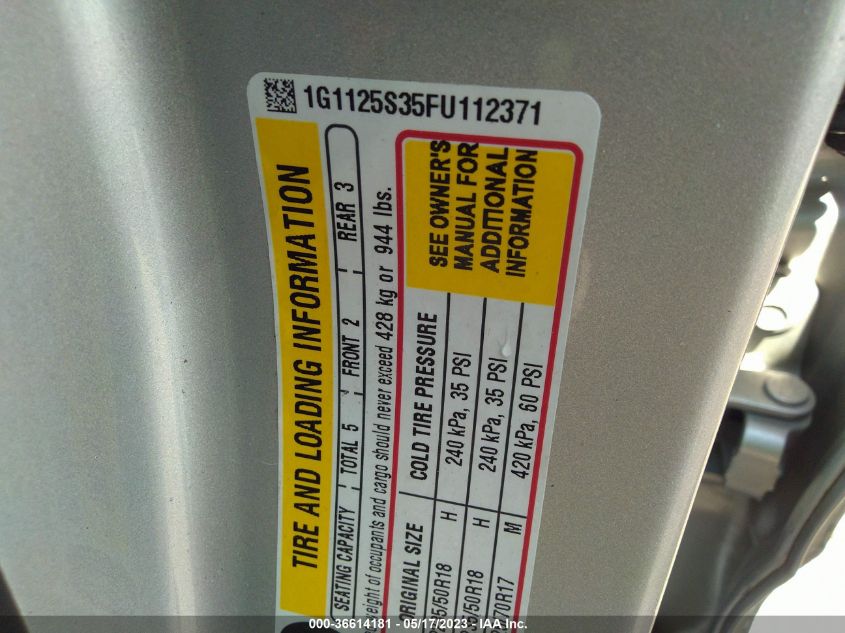 1G1125S35FU112371
TIRE AND LOADING INFORMATION
SEATING CAPACITY TOTAL 5 FRONT 2 REAR 3
of occupants and cargo should never exceed 428 kg or 944 lbs.
ORIGINAL SIZE COLD TIRE PRESSURE
/50R18 H 240 kPa, 35 PSI
/50R18 H 240 kPa, 35 PSI
70R17 M 420 kPa, 60 PSI
SEE OWNER'S
MANUAL FOR
ADDITIONAL
INFORMATION
000-36614181 - 05/17/2023 - IAA Inc.